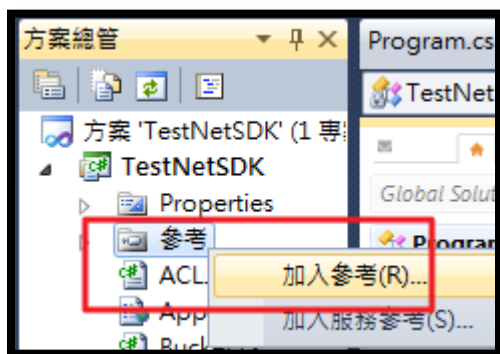 方案總管
Program.cs
TestNet
方案 'TestNetSDK' (1 專
TestNetSDK
Properties
Global Solut
參考
Program
加入參考(R)...
ACL.
App
加入服務參考(S)...